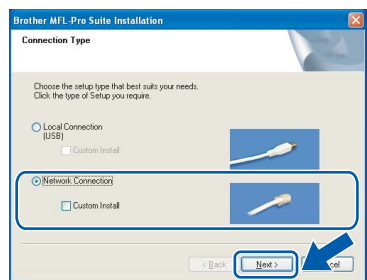 Brother MFL-Pro Suite Installation
Connection Type
Choose the setup type that best suits your needs.
Click the type of Setup you require.
Local Connection
(USB)
Custom Install
Network Connection
Custom Install
< Back Next > cel